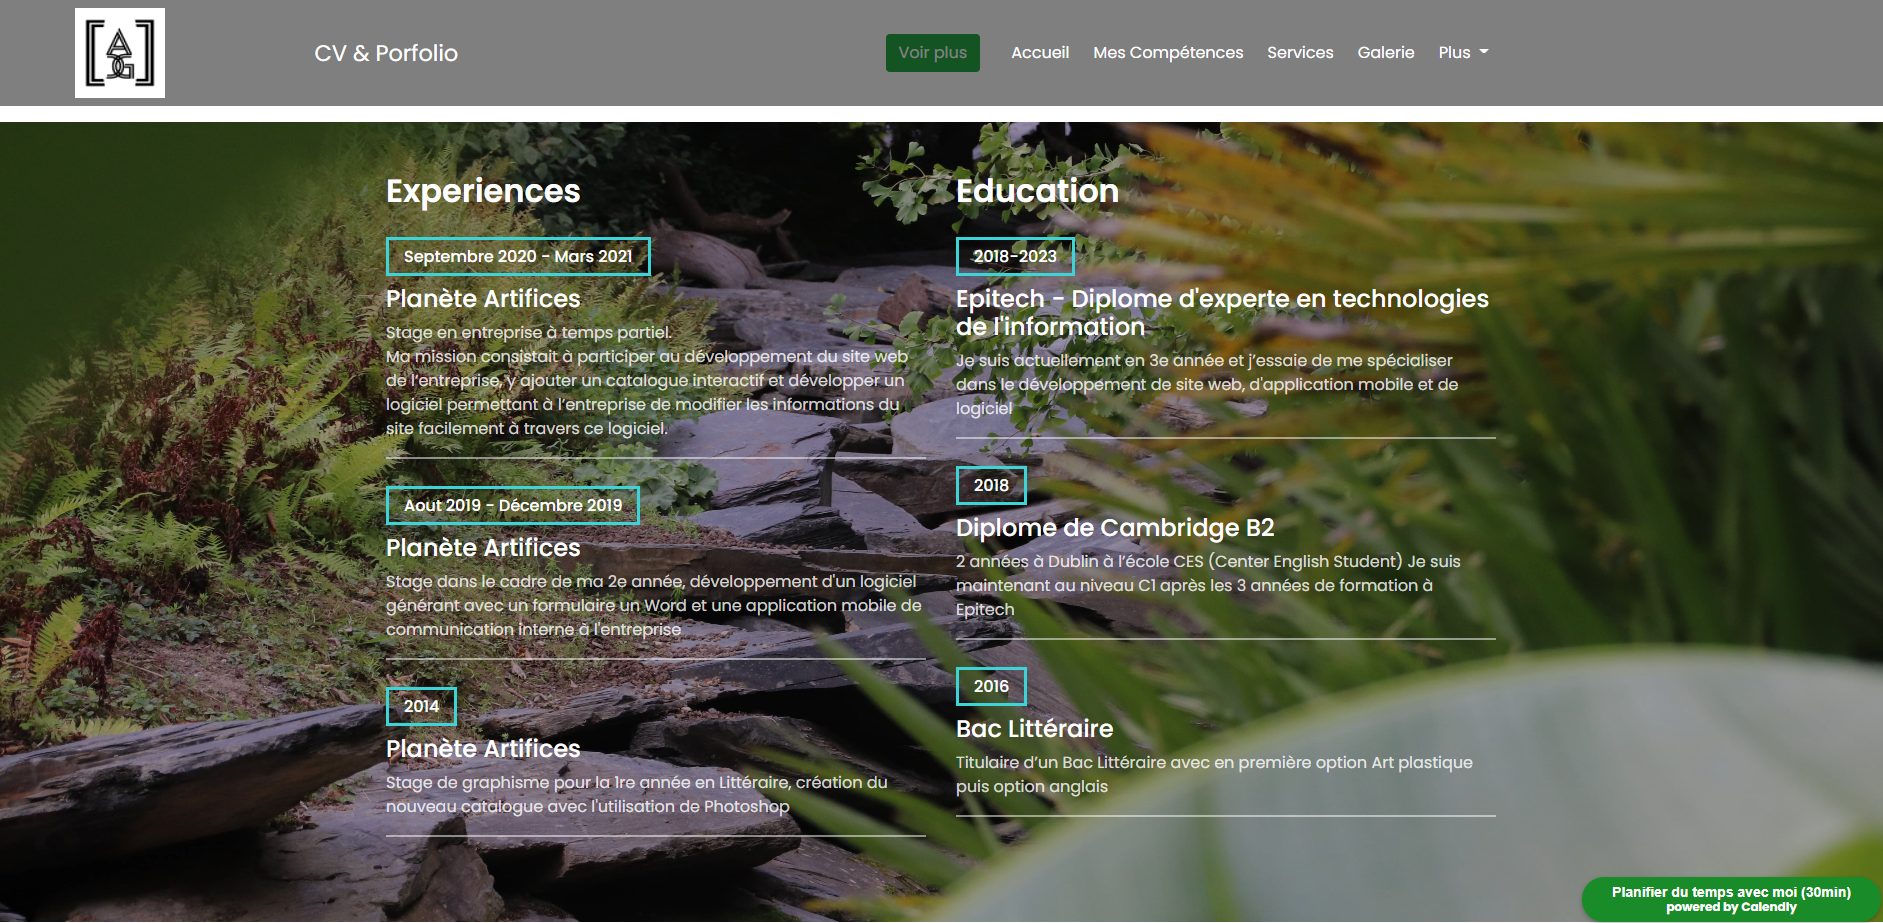 [AGG]
CV & Porfolio
Voir plus
Accueil
Mes Compétences
Services
Galerie
Plus
Experiences
Septembre 2020 - Mars 2021
Planète Artifices
Stage en entreprise à temps partiel.
Ma mission consistait à participer au développement du site web
de l’entreprise, y ajouter un catalogue interactif et développer un
logiciel permettant à l’entreprise de modifier les informations du
site facilement à travers ce logiciel.
Aout 2019 - Décembre 2019
Planète Artifices
Stage dans le cadre de ma 2e année, développement d'un logiciel
générant avec un formulaire un Word et une application mobile de
communication interne à l'entreprise
2014
Planète Artifices
Stage de graphisme pour la 1re année en Littéraire, création du
nouveau catalogue avec l'utilisation de Photoshop
Education
2018-2023
Epitech - Diplome d'experte en technologies
de l'information
Je suis actuellement en 3e année et j’essaie de me spécialiser
dans le développement de site web, d'application mobile et de
logiciel
2018
Diplome de Cambridge B2
2 années à Dublin à l’école CES (Center English Student) Je suis
maintenant au niveau C1 après les 3 années de formation à
Epitech
2016
Bac Littéraire
Titulaire d’un Bac Littéraire avec en première option Art plastique
puis option anglais
Planifier du temps avec moi (30min)
powered by Calendly